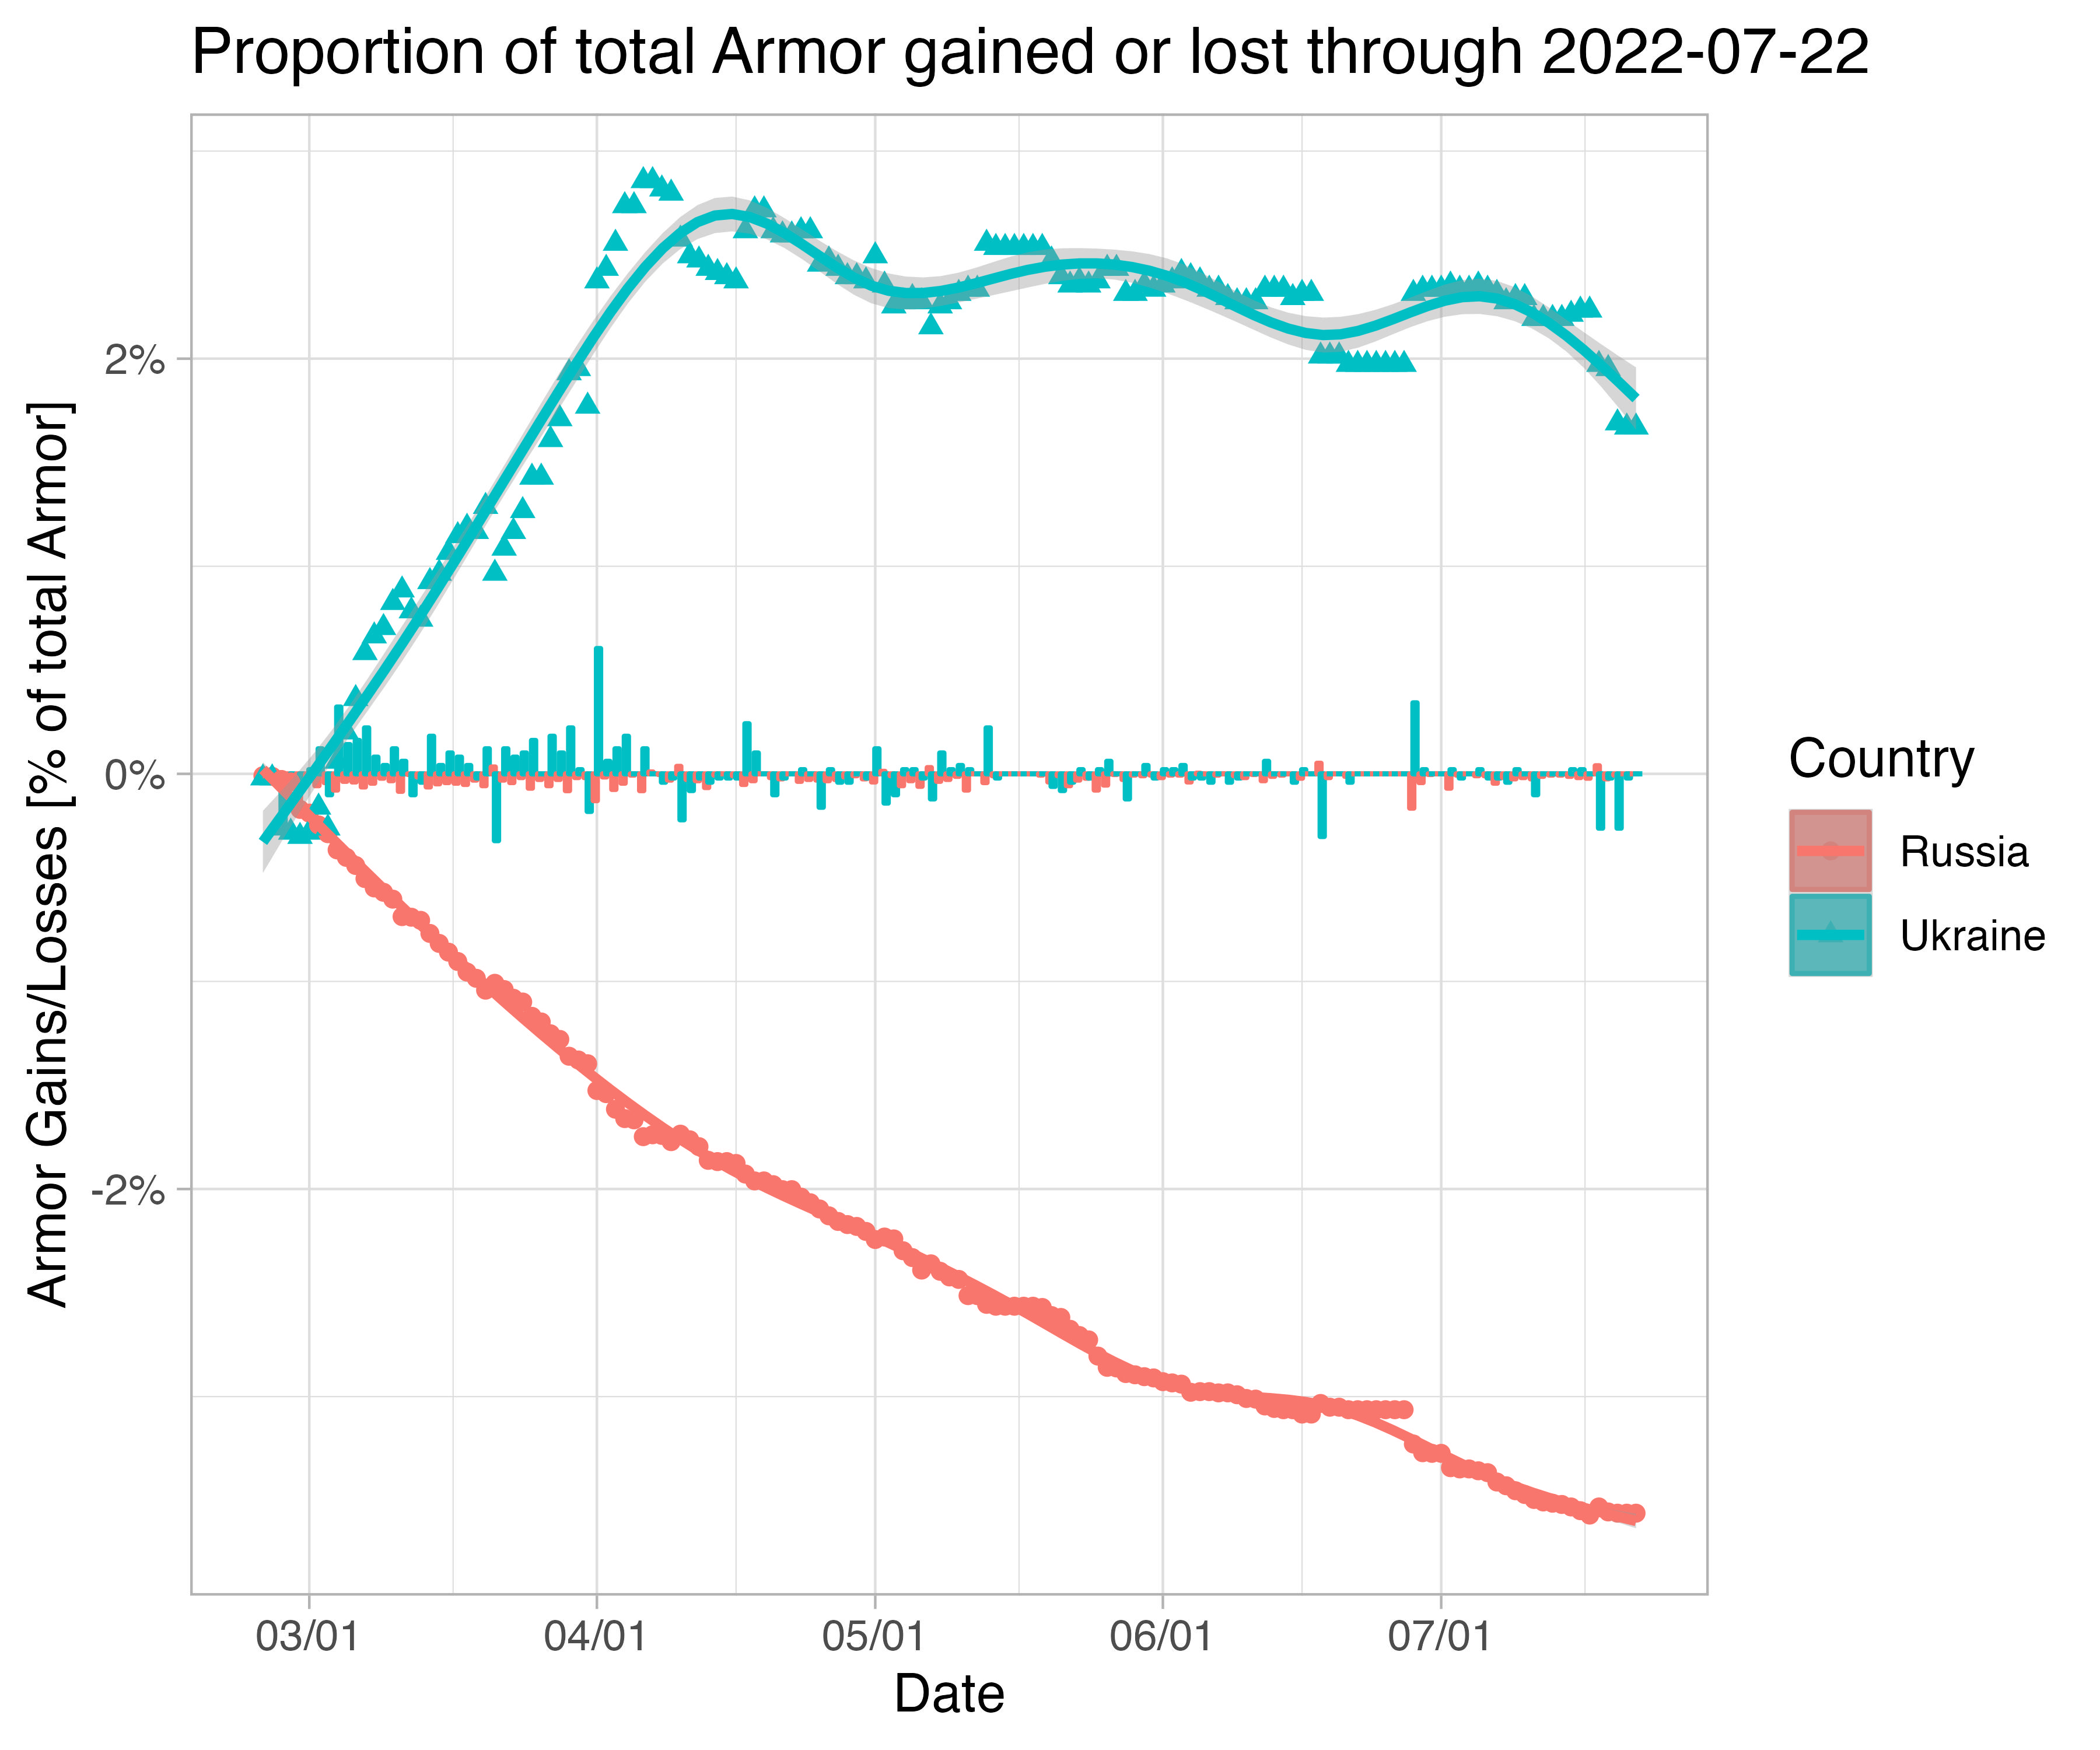 Proportion of total Armor gained or lost through 2022-07-22
Armor Gains/Losses [% of total Armor]
2%
0%
-2%
03/01
04/01
05/01
06/01
07/01
Date
Country
Russia
Ukraine